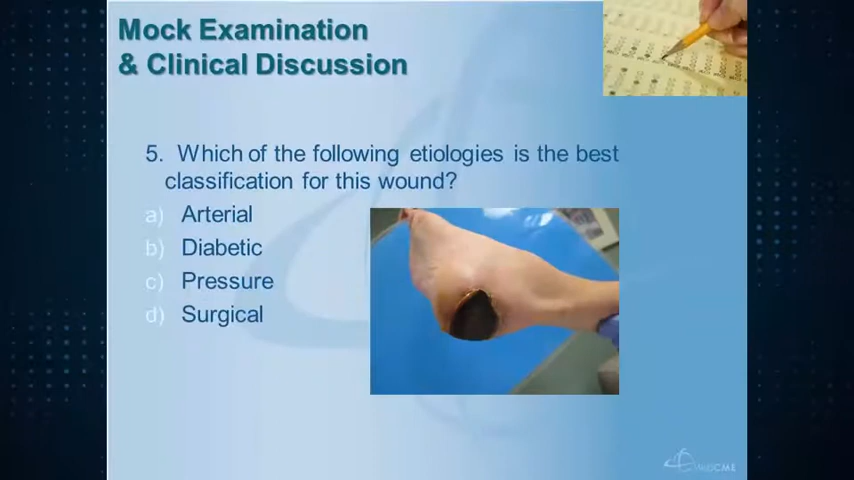 Mock Examination
& Clinical Discussion
5. Which of the following etiologies is the best
classification for this wound?
a) Arterial
b) Diabetic
c) Pressure
d) Surgical